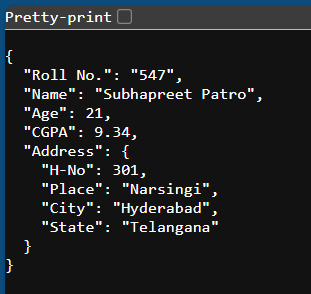 Pretty-print
{
  "Roll No.": "547",
  "Name": "Subhapreet Patro",
  "Age": 21,
  "CGPA": 9.34,
  "Address": {
    "H-No": 301,
    "Place": "Narsingi",
    "City": "Hyderabad",
    "State": "Telangana"
  }
}